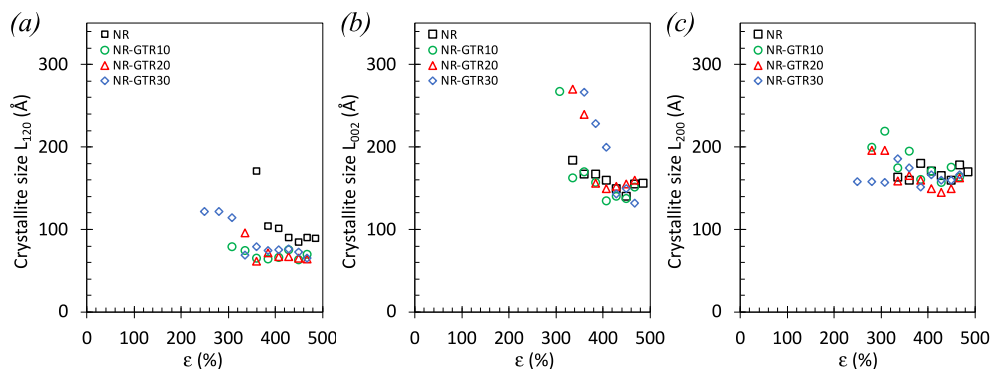 (a)
Crystallite size L120 (Å)
300
200
100
0
NR
NR-GTR10
NR-GTR20
NR-GTR30
0 100 200 300 400 500
ε (%)
(b)
Crystallite size L002 (Å)
300
200
100
0
NR
NR-GTR10
NR-GTR20
NR-GTR30
0 100 200 300 400 500
ε (%)
(c)
Crystallite size L200 (Å)
300
200
100
0
NR
NR-GTR10
NR-GTR20
NR-GTR30
0 100 200 300 400 500
ε (%)